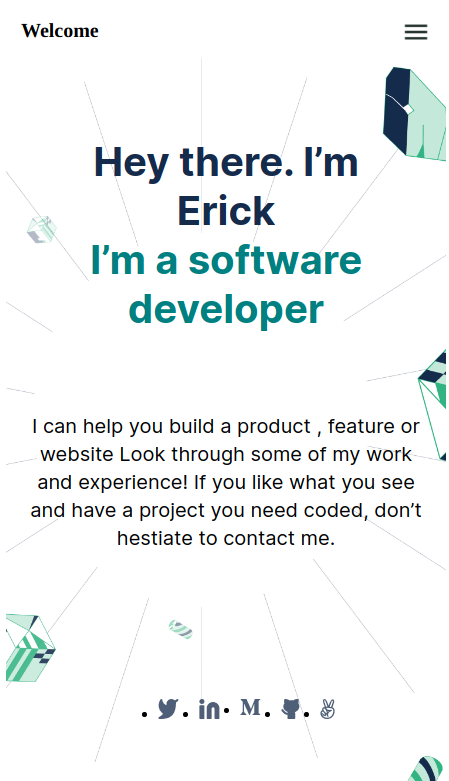 Welcome
Hey there. I’m
Erick
I’m a software
developer
I can help you build a product , feature or
website Look through some of my work
and experience! If you like what you see
and have a project you need coded, don’t
hestiate to contact me.